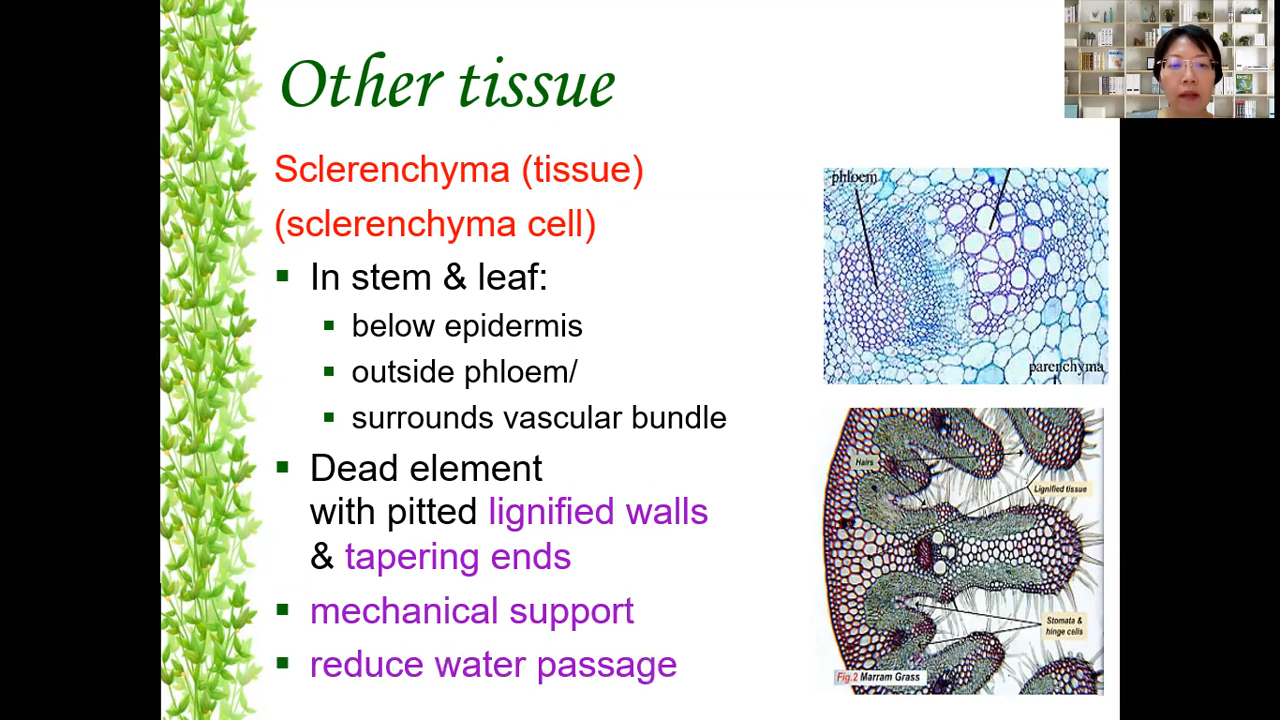 Other tissue
Sclerenchyma (tissue)
(sclerenchyma cell)
In stem & leaf:
below epidermis
outside phloem/
surrounds vascular bundle
Dead element
with pitted lignified walls
& tapering ends
mechanical support
reduce water passage
phloem
parenchyma
Hairs
Lignified tissue
Stomata &
hinge cells
Fig.2 Marram Grass